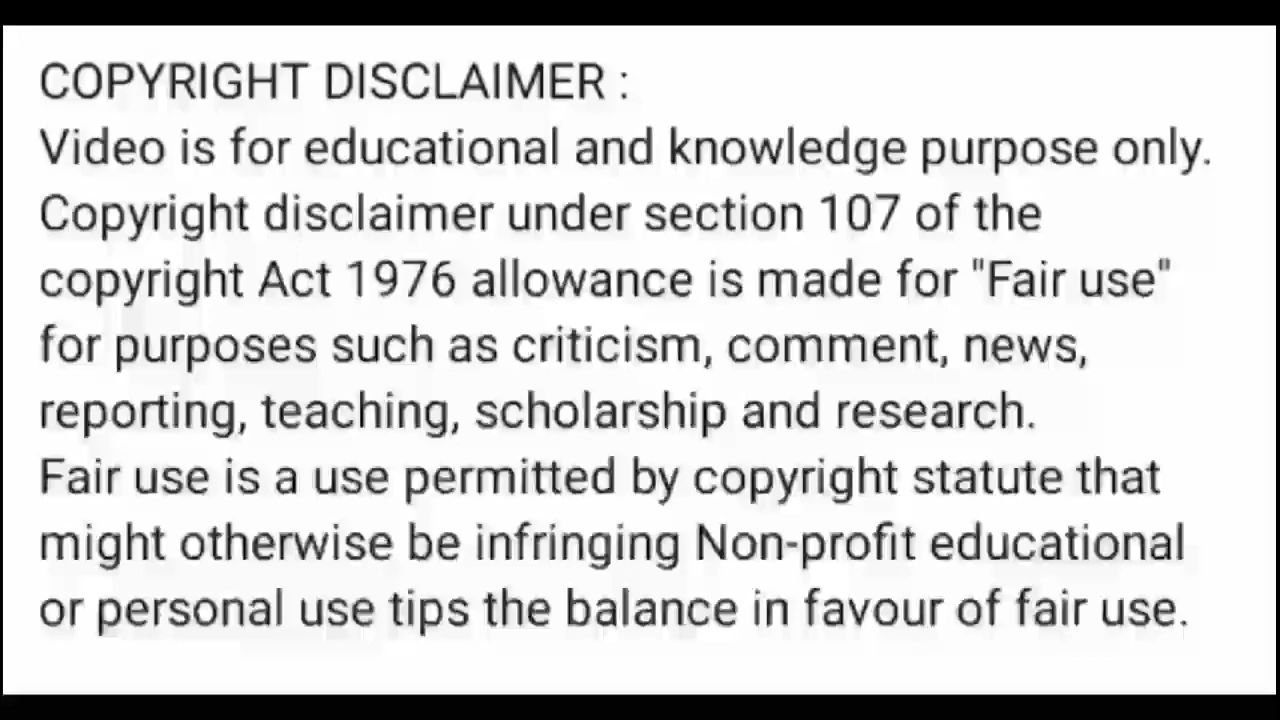 COPYRIGHT DISCLAIMER :
Video is for educational and knowledge purpose only.
Copyright disclaimer under section 107 of the
copyright Act 1976 allowance is made for "Fair use"
for purposes such as criticism, comment, news,
reporting, teaching, scholarship and research.
Fair use is a use permitted by copyright statute that
might otherwise be infringing Non-profit educational
or personal use tips the balance in favour of fair use.